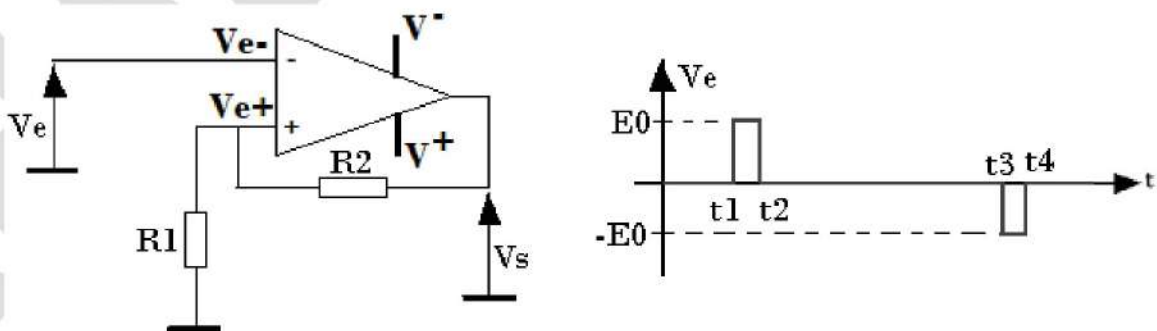 V-
Ve-
-
Ve
Ve+
+
V+
R2
R1
Vs
Ve
E0
t3 t4
t
t1 t2
-E0